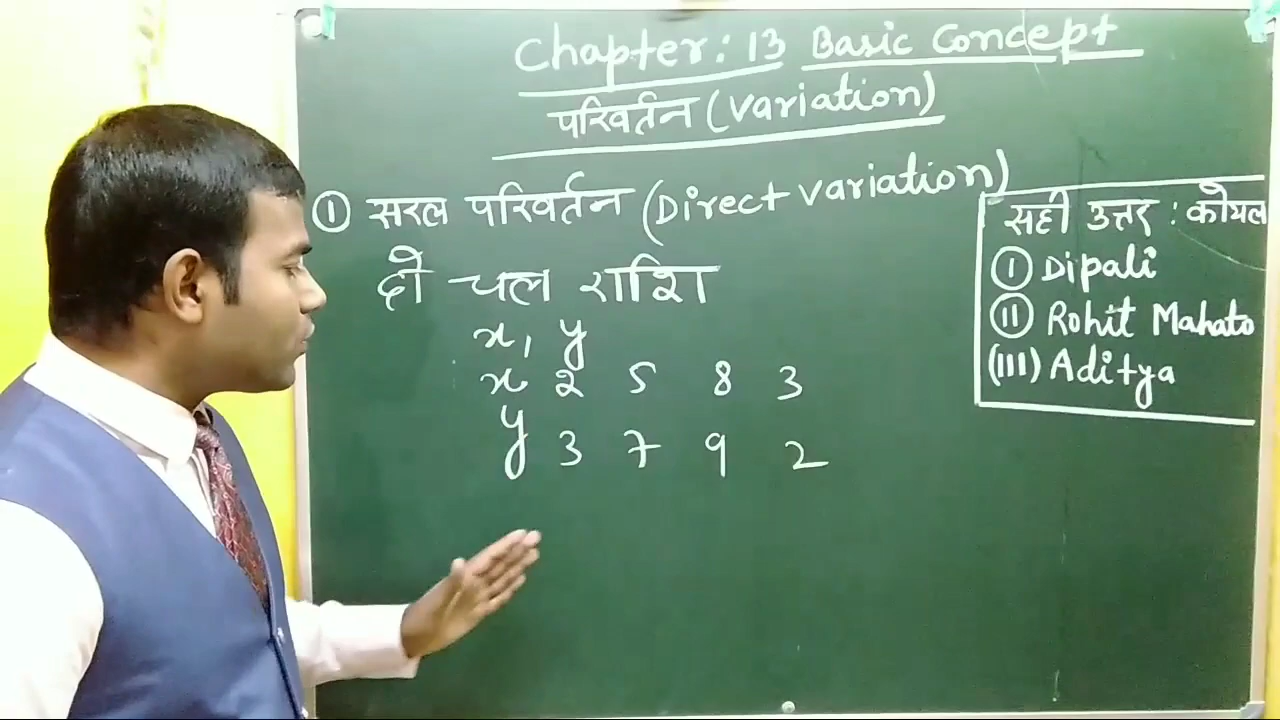 Chapter: 13 Basic Concept
परिवर्तन (variation)
① सरल परिवर्तन (Direct variation)
दो चल राशि
x, y
x 2 5 8 3
y 3 7 9 2
सही उत्तर : कोयल
(I) Dipali
(II) Rohit Mahato
(III) Aditya